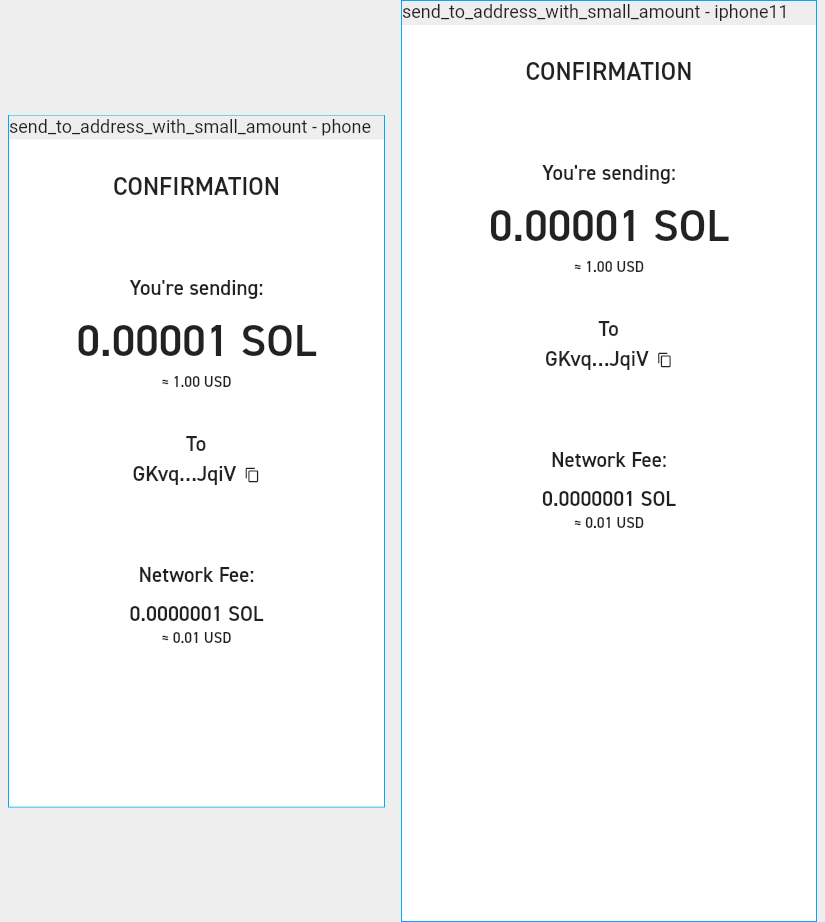 send_to_address_with_small_amount - phone
CONFIRMATION
You're sending:
0.00001 SOL
≈ 1.00 USD
To
GKvq...JqiV
Network Fee:
0.0000001 SOL
≈ 0.01 USD
send_to_address_with_small_amount - iphone11
CONFIRMATION
You're sending:
0.00001 SOL
≈ 1.00 USD
To
GKvq...JqiV
Network Fee:
0.0000001 SOL
≈ 0.01 USD